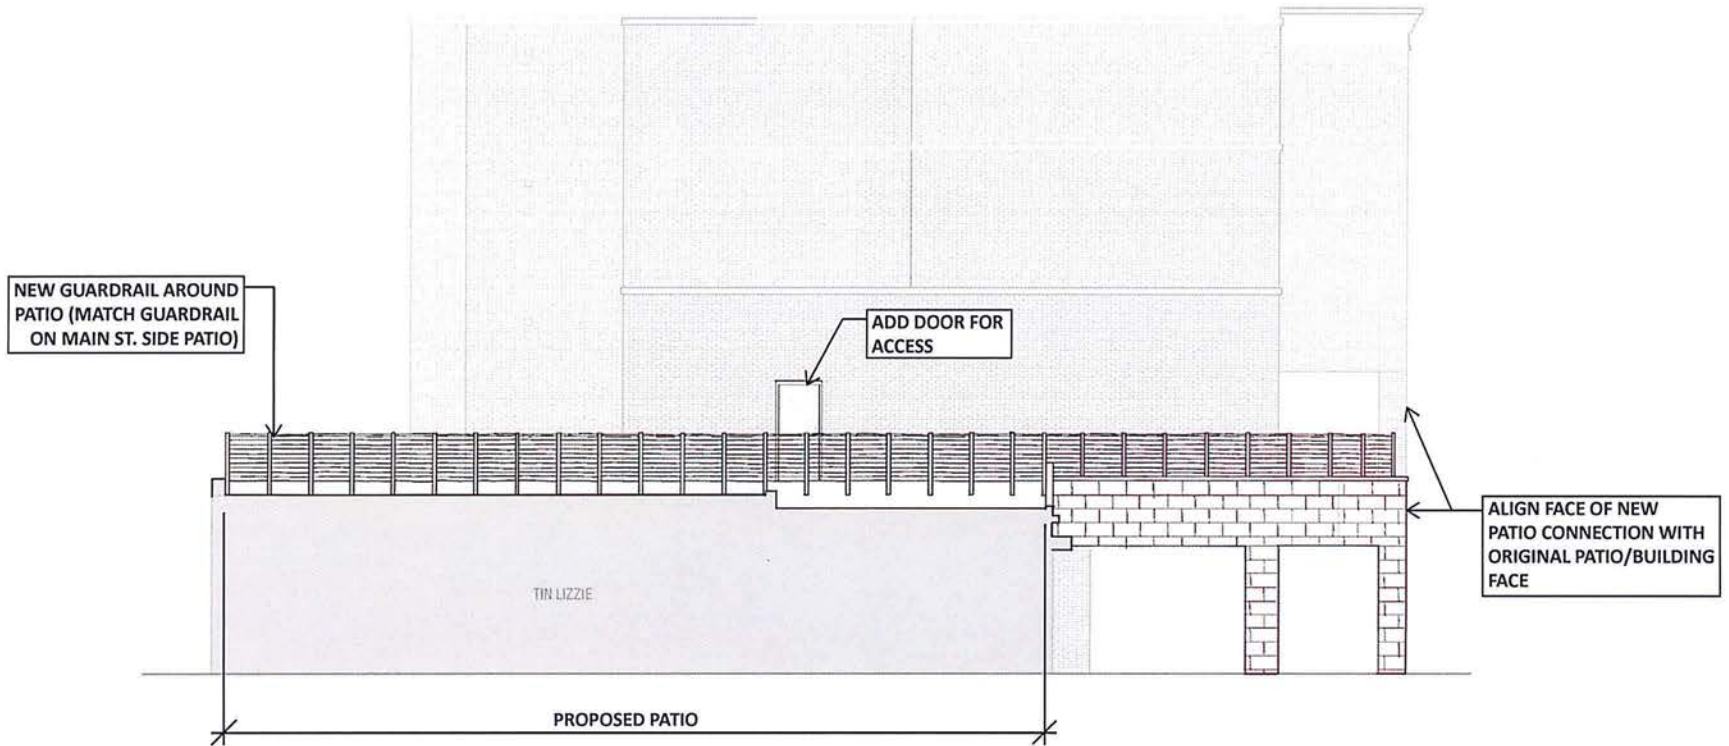 NEW GUARDRAIL AROUND
PATIO (MATCH GUARDRAIL
ON MAIN ST. SIDE PATIO)
ADD DOOR FOR
ACCESS
ALIGN FACE OF NEW
PATIO CONNECTION WITH
ORIGINAL PATIO/BUILDING
FACE
TIN LIZZIE
PROPOSED PATIO